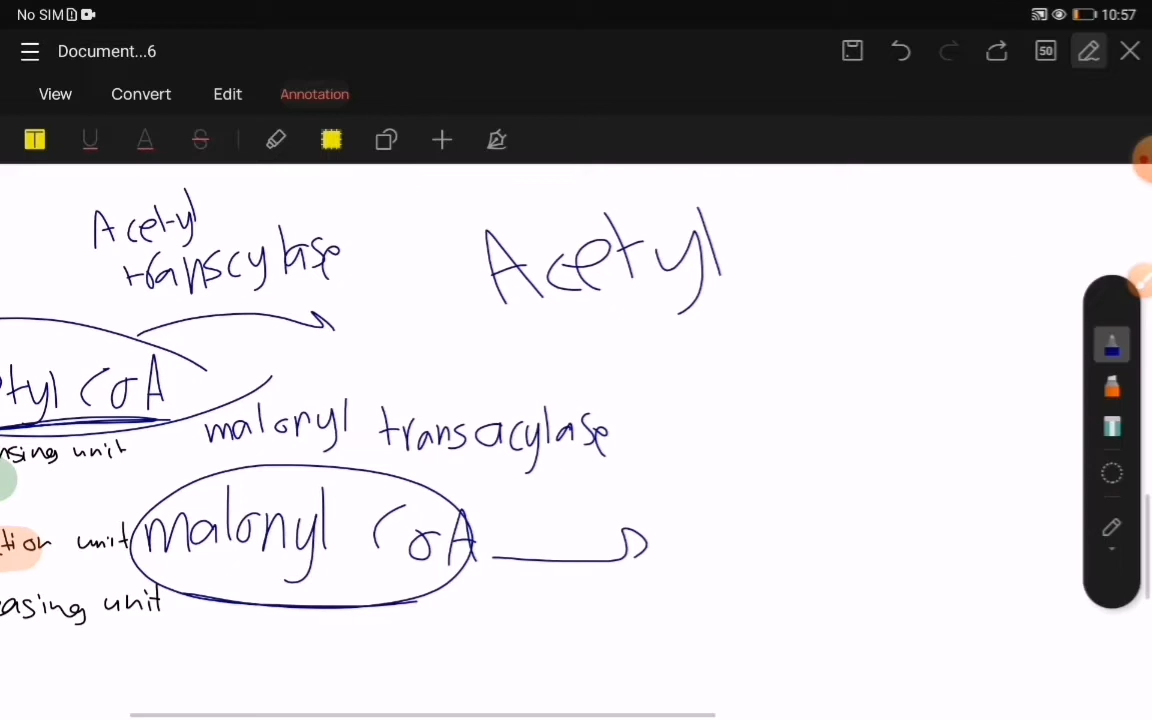 No SIM 10:57
Document...6 50
View Convert Edit Annotation
T U A S
Acetyl
transcylase
Acetyl
tyl CoA
malonyl transacylase
sing unit
malonyl CoA
tion unit
easing unit